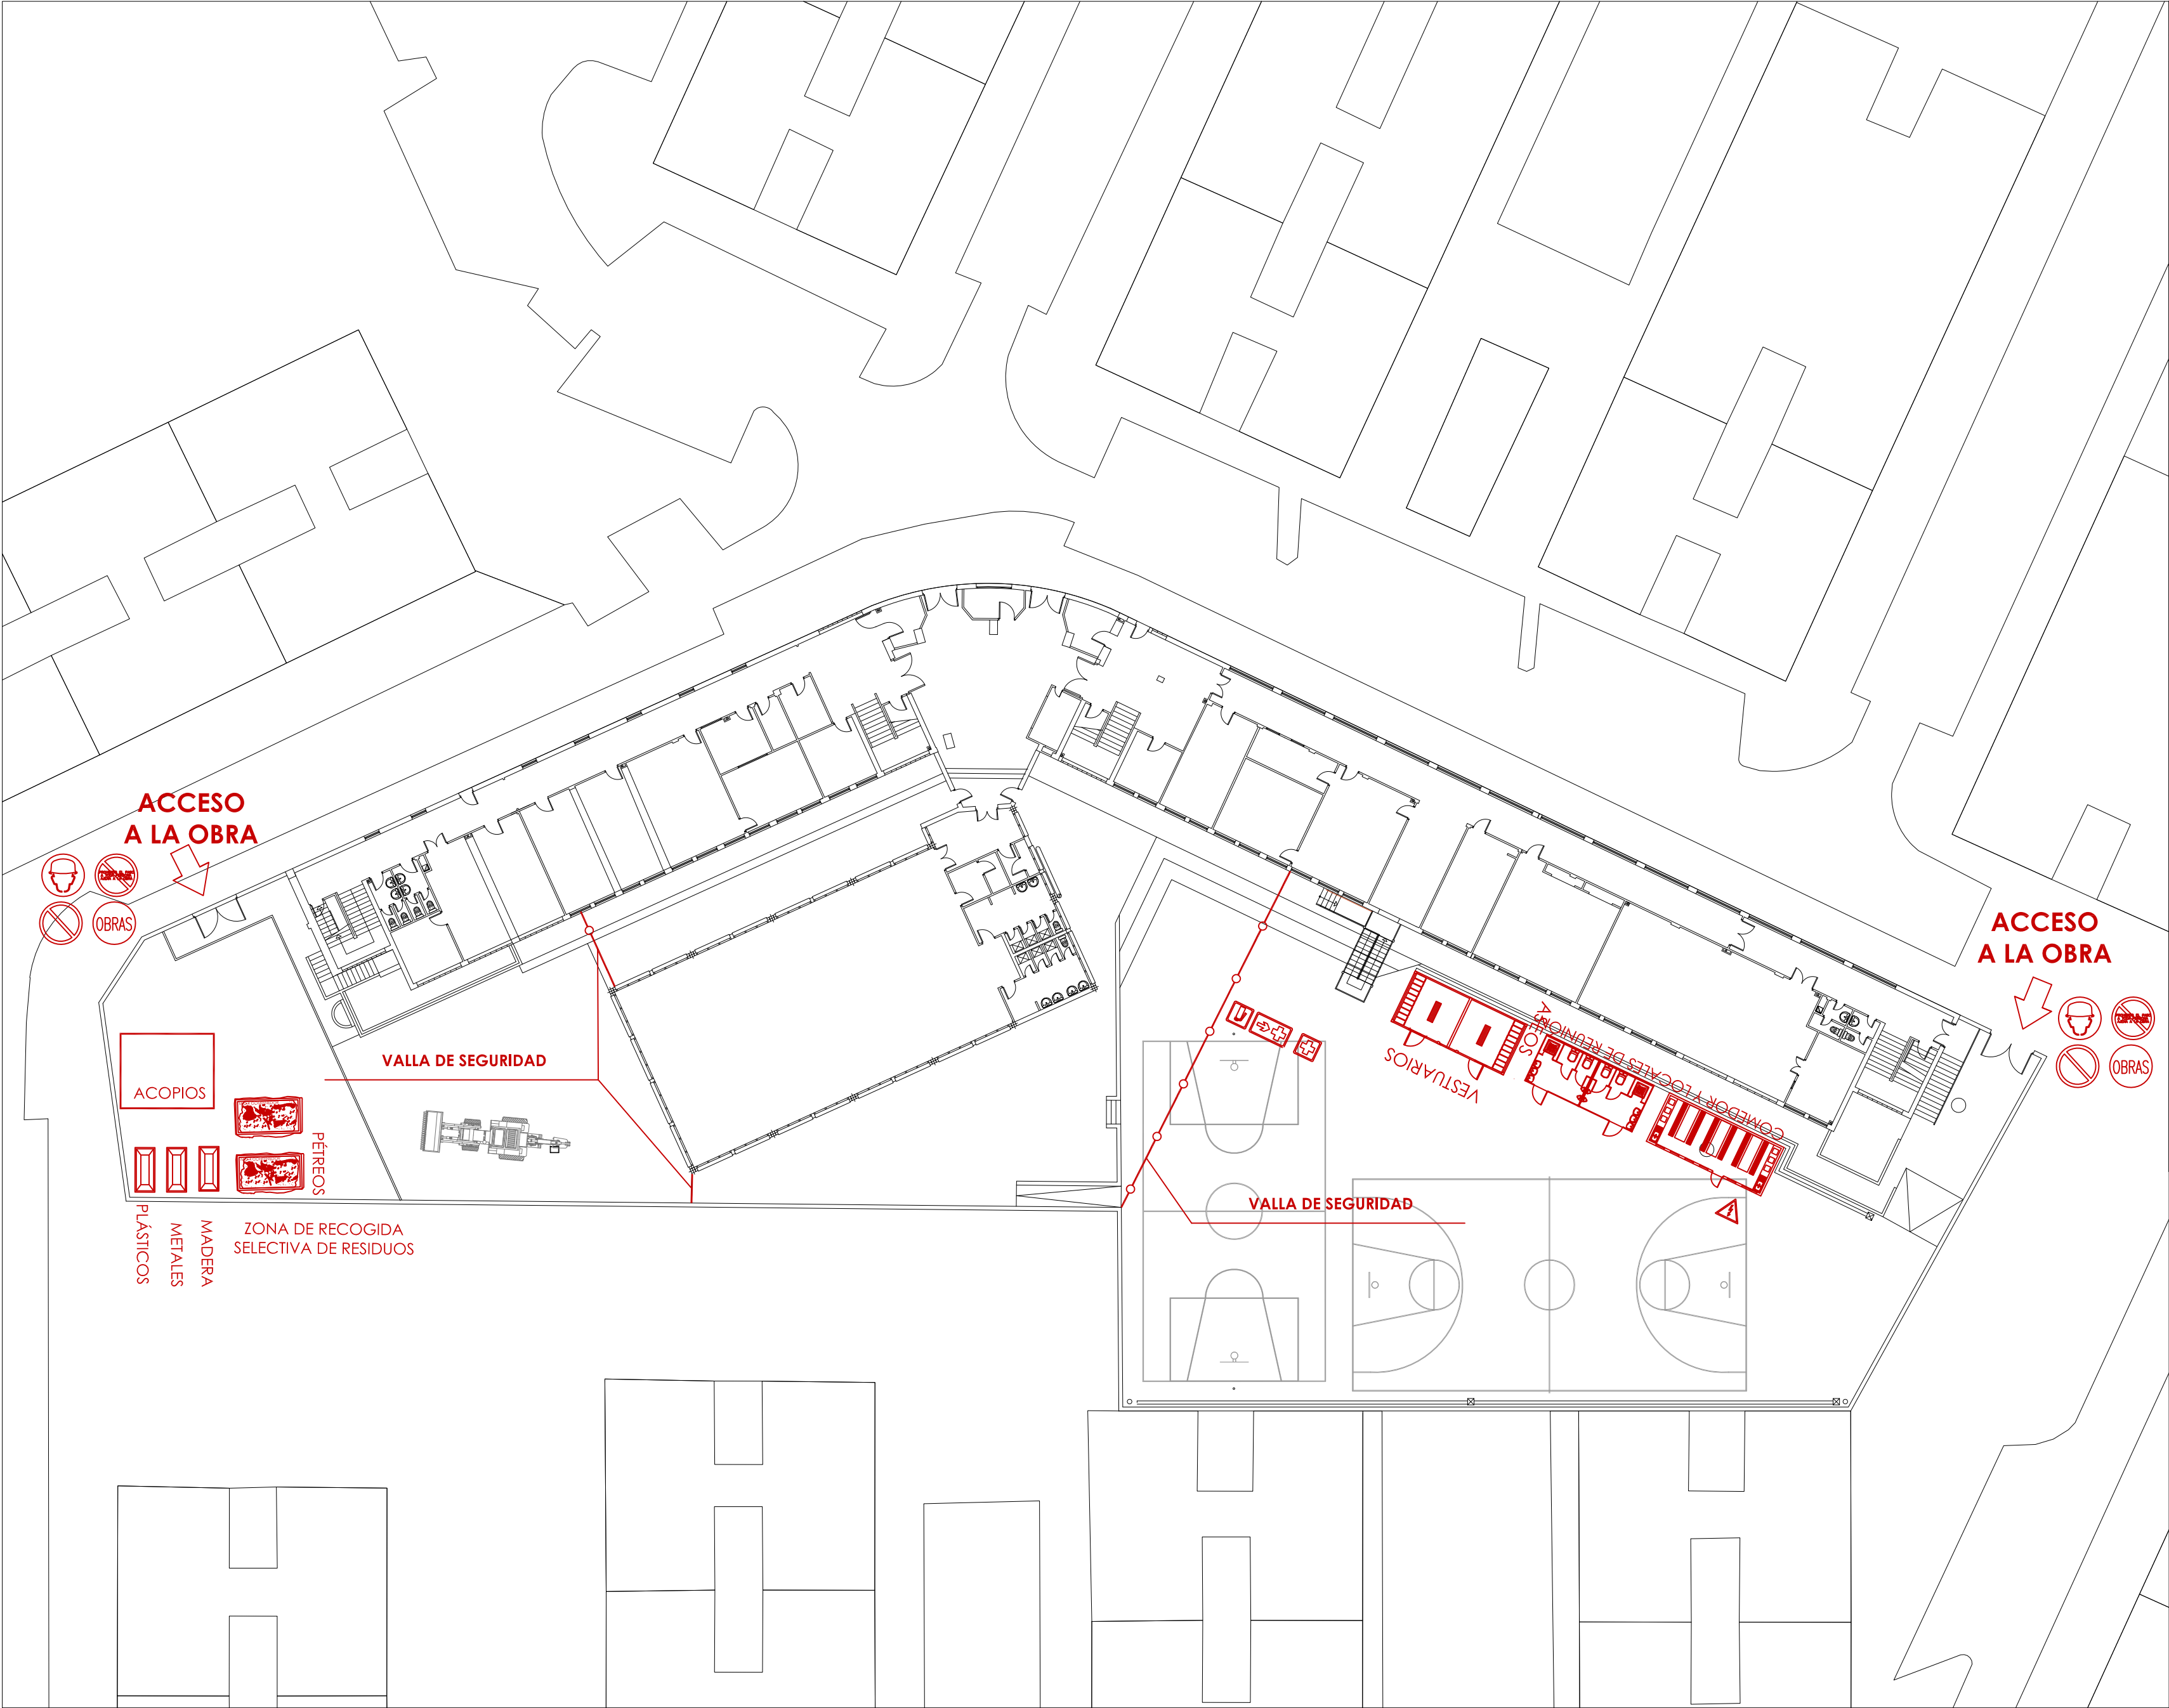 ACCESO
A LA OBRA
OBRAS
ACCESO
A LA OBRA
OBRAS
VALLA DE SEGURIDAD
ACOPIOS
PÉTREOS
PLÁSTICOS
METALES
MADERA
ZONA DE RECOGIDA
SELECTIVA DE RESIDUOS
VESTUARIOS
COMEDOR Y LOCALES DE REUNIÓN
VALLA DE SEGURIDAD